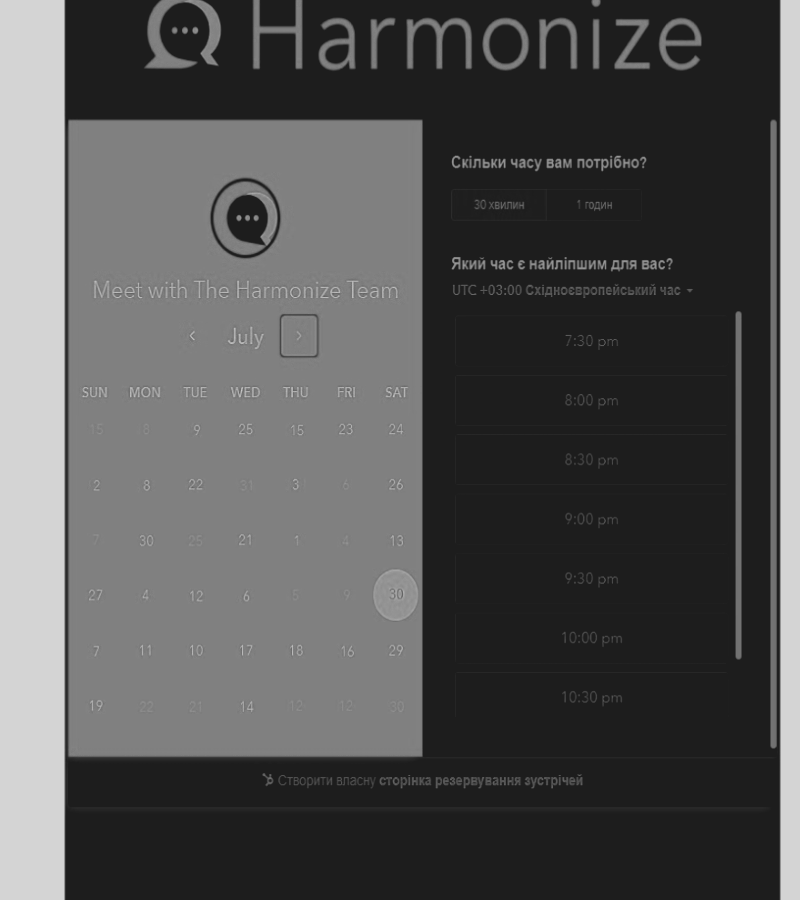 Harmonize
Meet with The Harmonize Team
July
SUN MON TUE WED THU FRI SAT
15 8 9 25 15 23 24
2 8 22 31 3 6 26
7 30 25 21 1 4 13
27 4 12 6 5 9 30
7 11 10 17 18 16 29
19 22 21 14 12 12 30
Скільки часу вам потрібно?
30 хвилин 1 годин
Який час є найліпшим для вас?
UTC +03:00 Східноєвропейський час
7:30 pm
8:00 pm
8:30 pm
9:00 pm
9:30 pm
10:00 pm
10:30 pm
Створити власну сторінка резервування зустрічей